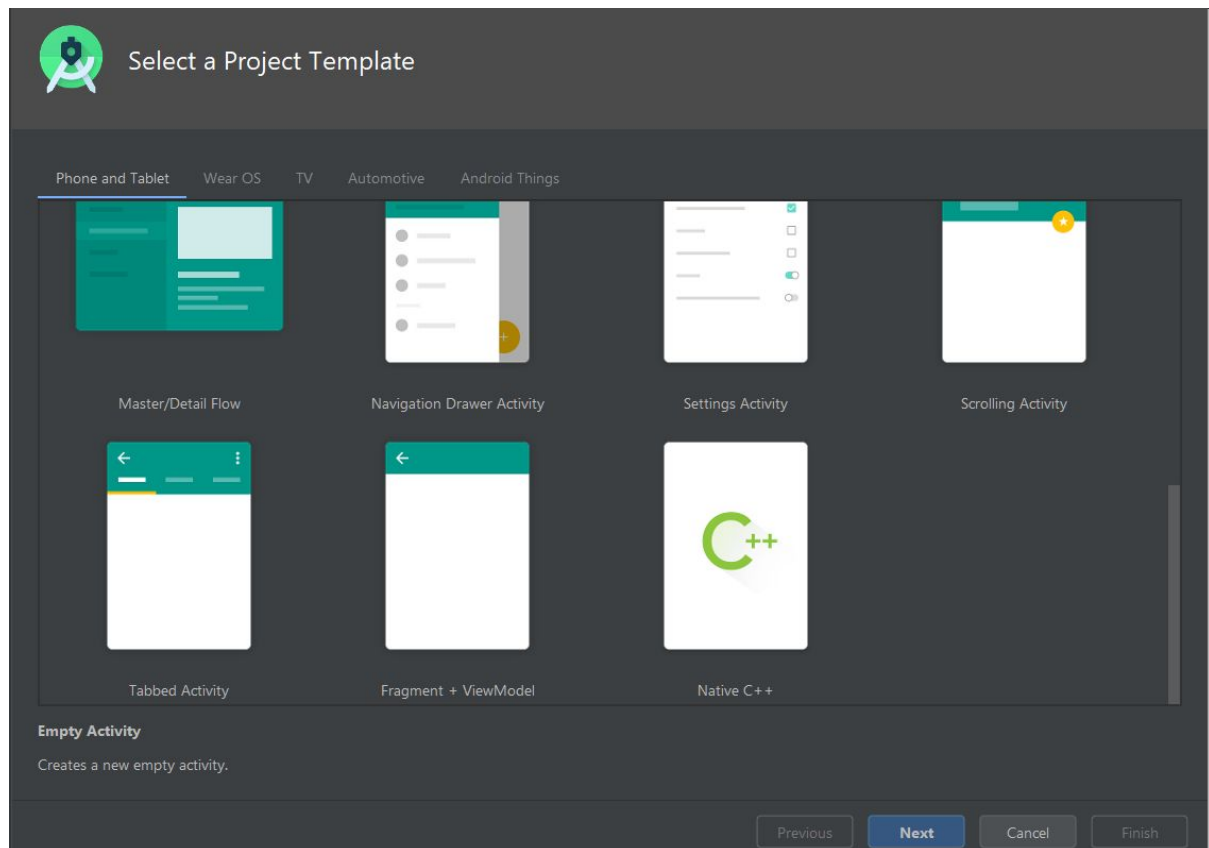 Select a Project Template
Phone and Tablet Wear OS TV Automotive Android Things
Master/Detail Flow Navigation Drawer Activity Settings Activity Scrolling Activity
C++
Tabbed Activity Fragment + ViewModel Native C++
Empty Activity
Creates a new empty activity.
Previous Next Cancel Finish